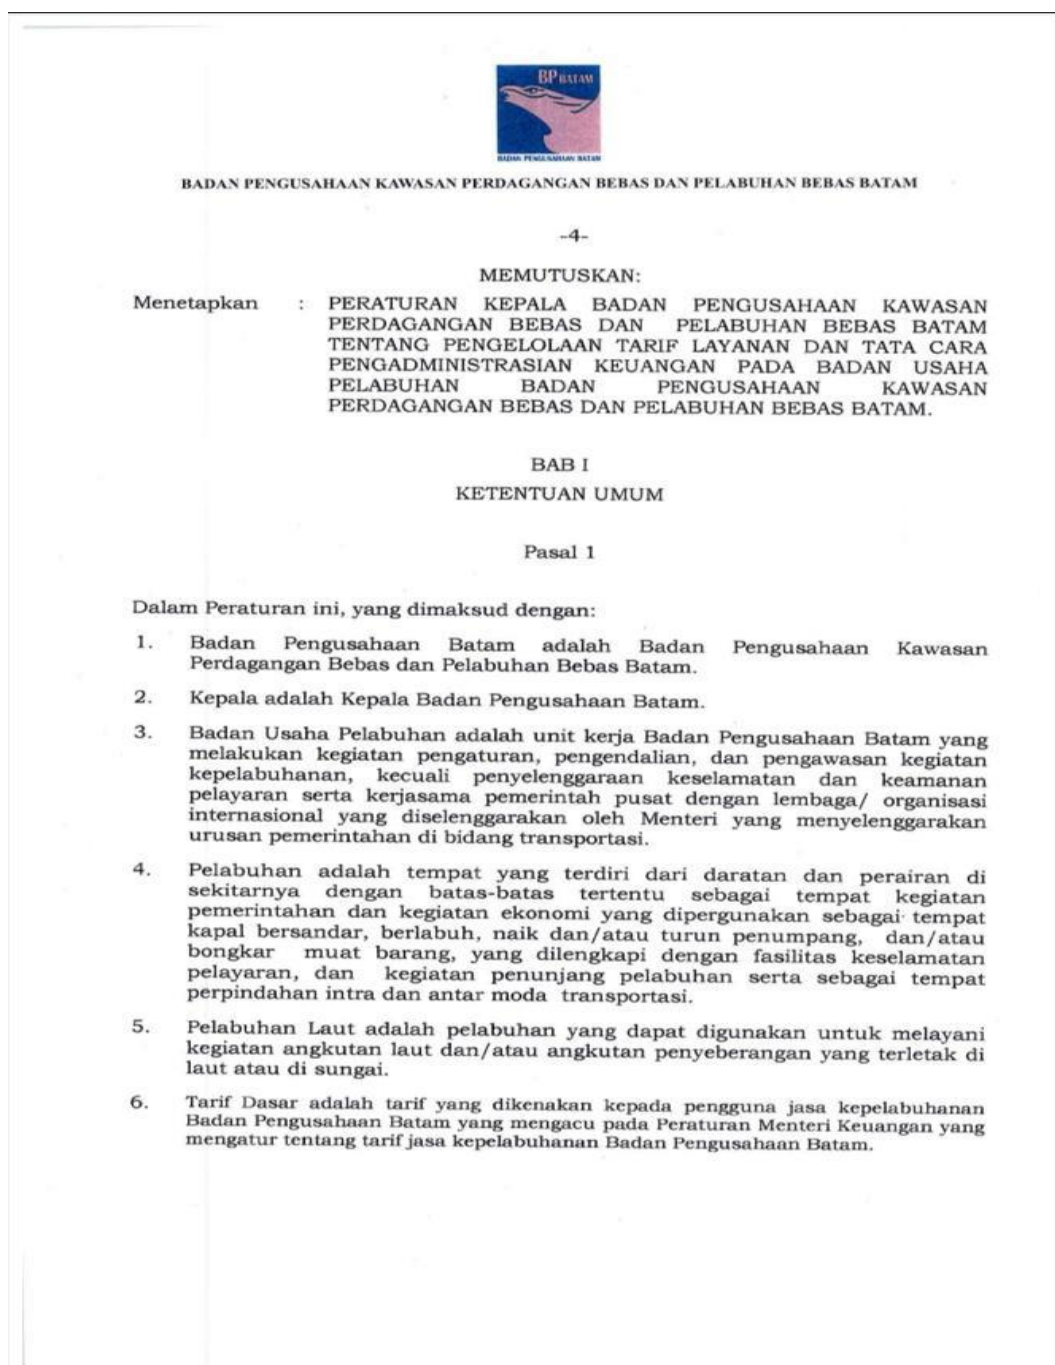 BP BATAM
BADAN PENGUSAHAAN BATAM
BADAN PENGUSAHAAN KAWASAN PERDAGANGAN BEBAS DAN PELABUHAN BEBAS BATAM
-4-
MEMUTUSKAN:
Menetapkan : PERATURAN KEPALA BADAN PENGUSAHAAN KAWASAN
PERDAGANGAN BEBAS DAN PELABUHAN BEBAS BATAM
TENTANG PENGELOLAAN TARIF LAYANAN DAN TATA CARA
PENGADMINISTRASIAN KEUANGAN PADA BADAN USAHA
PELABUHAN BADAN PENGUSAHAAN KAWASAN
PERDAGANGAN BEBAS DAN PELABUHAN BEBAS BATAM.
BAB I
KETENTUAN UMUM
Pasal 1
Dalam Peraturan ini, yang dimaksud dengan:
1. Badan Pengusahaan Batam adalah Badan Pengusahaan Kawasan
Perdagangan Bebas dan Pelabuhan Bebas Batam.
2. Kepala adalah Kepala Badan Pengusahaan Batam.
3. Badan Usaha Pelabuhan adalah unit kerja Badan Pengusahaan Batam yang
melakukan kegiatan pengaturan, pengendalian, dan pengawasan kegiatan
kepelabuhanan, kecuali penyelenggaraan keselamatan dan keamanan
pelayaran serta kerjasama pemerintah pusat dengan lembaga/ organisasi
internasional yang diselenggarakan oleh Menteri yang menyelenggarakan
urusan pemerintahan di bidang transportasi.
4. Pelabuhan adalah tempat yang terdiri dari daratan dan perairan di
sekitarnya dengan batas-batas tertentu sebagai tempat kegiatan
pemerintahan dan kegiatan ekonomi yang dipergunakan sebagai tempat
kapal bersandar, berlabuh, naik dan/atau turun penumpang, dan/atau
bongkar muat barang, yang dilengkapi dengan fasilitas keselamatan
pelayaran, dan kegiatan penunjang pelabuhan serta sebagai tempat
perpindahan intra dan antar moda transportasi.
5. Pelabuhan Laut adalah pelabuhan yang dapat digunakan untuk melayani
kegiatan angkutan laut dan/atau angkutan penyeberangan yang terletak di
laut atau di sungai.
6. Tarif Dasar adalah tarif yang dikenakan kepada pengguna jasa kepelabuhanan
Badan Pengusahaan Batam yang mengacu pada Peraturan Menteri Keuangan yang
mengatur tentang tarif jasa kepelabuhanan Badan Pengusahaan Batam.